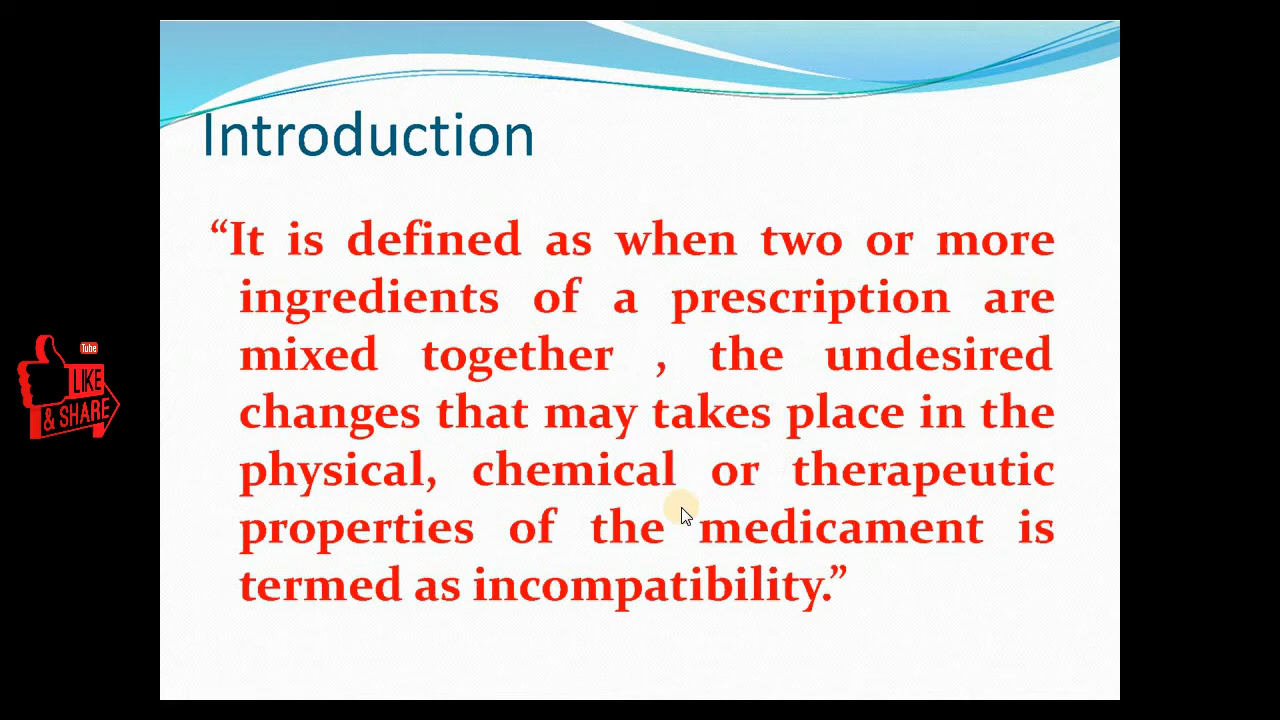 Introduction
“It is defined as when two or more
ingredients of a prescription are
mixed together , the undesired
changes that may takes place in the
physical, chemical or therapeutic
properties of the medicament is
termed as incompatibility.”
Tube
LIKE
& SHARE